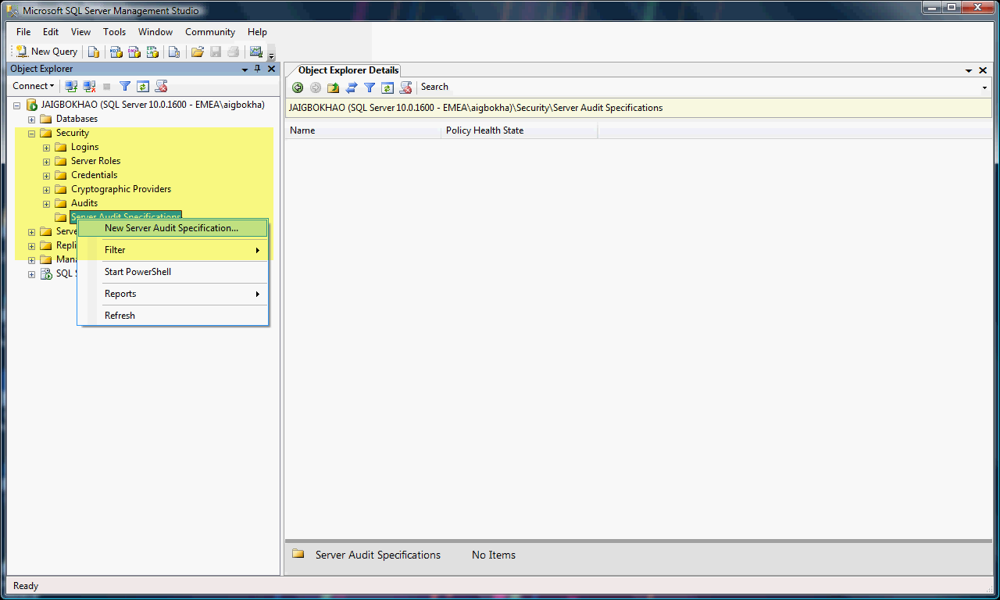 Microsoft SQL Server Management Studio
File Edit View Tools Window Community Help
New Query
Object Explorer
Connect
JAIGBOKHAO (SQL Server 10.0.1600 - EMEA\aigbokha)
Databases
Security
Logins
Server Roles
Credentials
Cryptographic Providers
Audits
Server Audit Specifications
Serve
Repli
Mana
SQL S
New Server Audit Specification...
Filter
Start PowerShell
Reports
Refresh
Object Explorer Details
Search
JAIGBOKHAO (SQL Server 10.0.1600 - EMEA\aigbokha)\Security\Server Audit Specifications
Name Policy Health State
Server Audit Specifications No Items
Ready